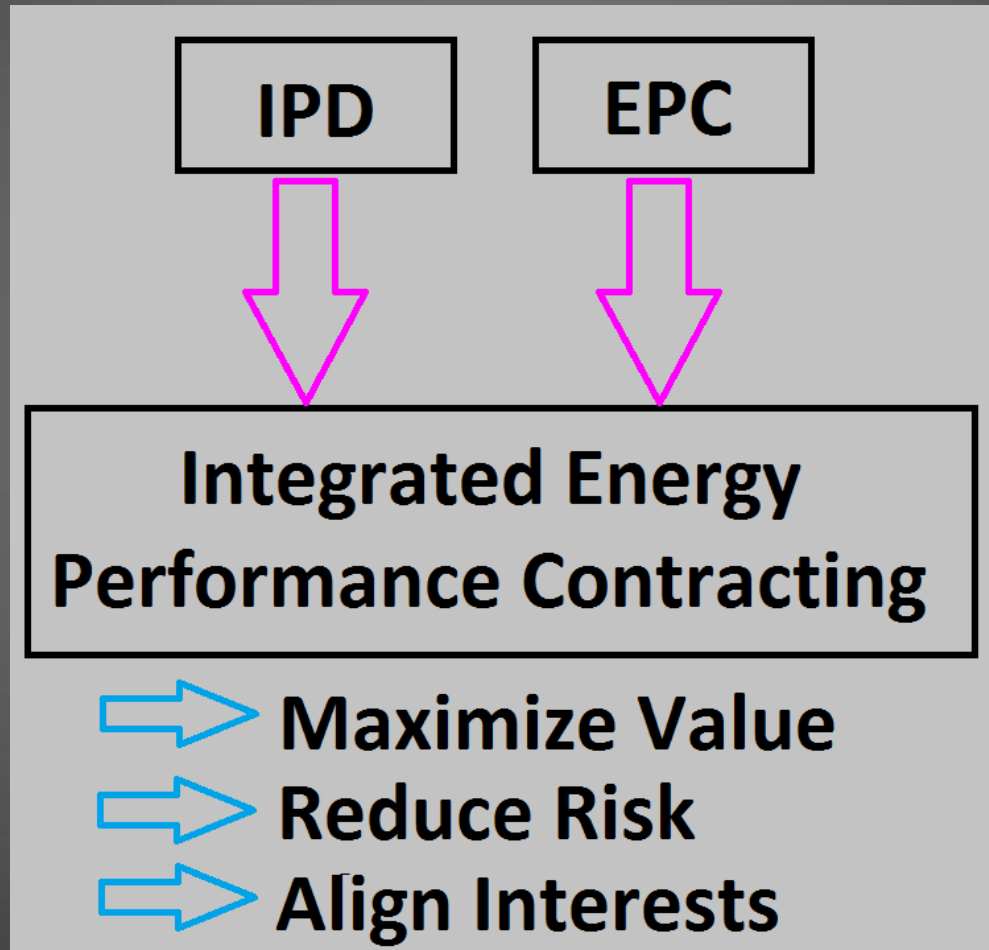 IPD
EPC
Integrated Energy
Performance Contracting
Maximize Value
Reduce Risk
Align Interests